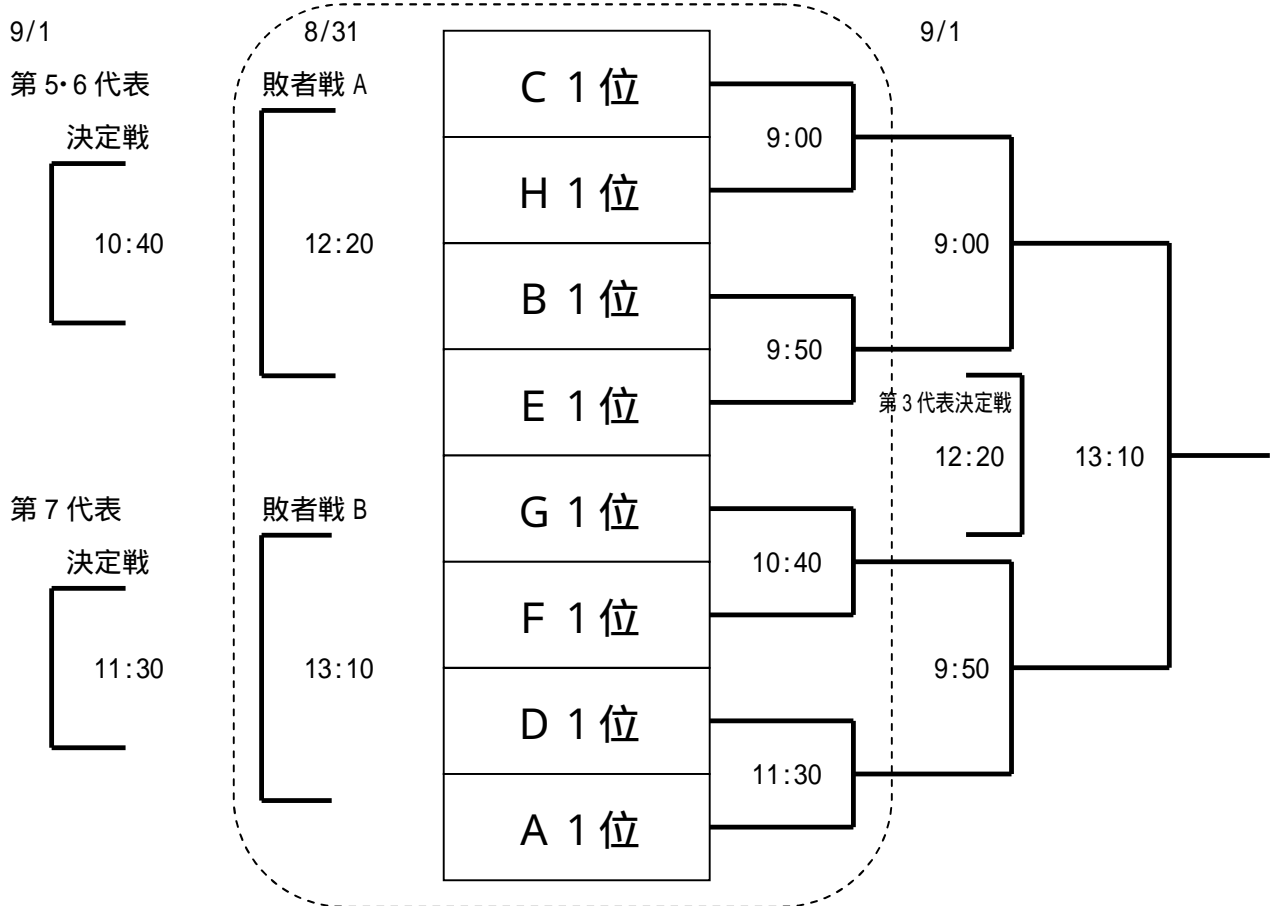 9/1
8/31
9/1
第5・6代表
決定戦
10:40
敗者戦A
12:20
C 1位
H 1位
B 1位
E 1位
G 1位
F 1位
D 1位
A 1位
9:00
9:50
10:40
11:30
9:00
第3代表決定戦
12:20
13:10
9:50
第7代表
決定戦
11:30
敗者戦B
13:10